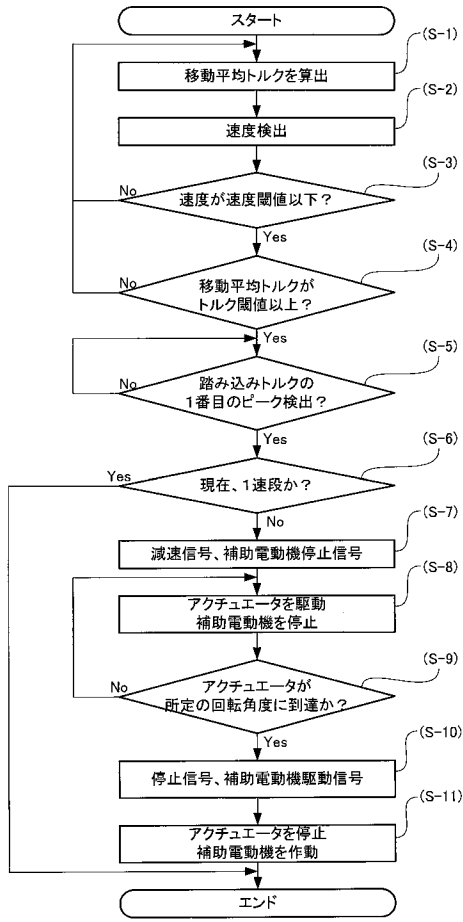 スタート
(S-1)
移動平均トルクを算出
(S-2)
速度検出
(S-3)
No
速度が速度閾値以下？
Yes
(S-4)
No
移動平均トルクが
トルク閾値以上？
Yes
(S-5)
No
踏み込みトルクの
1番目のピーク検出？
Yes
(S-6)
Yes
現在、1速段か？
No
(S-7)
減速信号、補助電動機停止信号
(S-8)
アクチュエータを駆動
補助電動機を停止
(S-9)
No
アクチュエータが
所定の回転角度に到達か？
Yes
(S-10)
停止信号、補助電動機駆動信号
(S-11)
アクチュエータを停止
補助電動機を作動
エンド